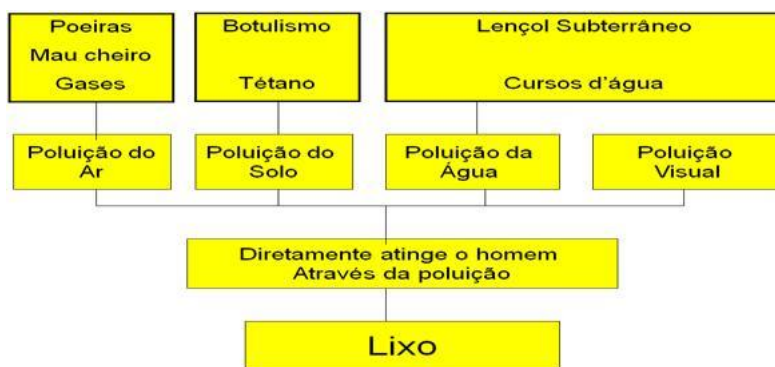 Poeiras
Mau cheiro
Gases
Botulismo
Tétano
Lençol Subterrâneo
Cursos d'água
Poluição do
Ar
Poluição do
Solo
Poluição da
Água
Poluição
Visual
Diretamente atinge o homem
Através da poluição
Lixo